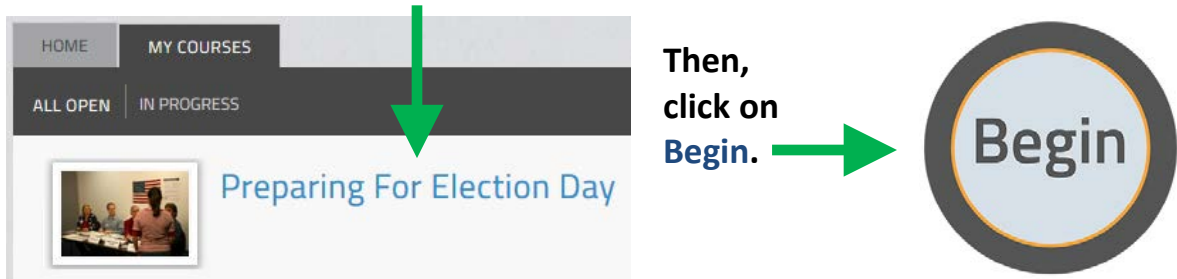 HOME MY COURSES
ALL OPEN IN PROGRESS
Preparing For Election Day
Then,
click on
Begin.
Begin